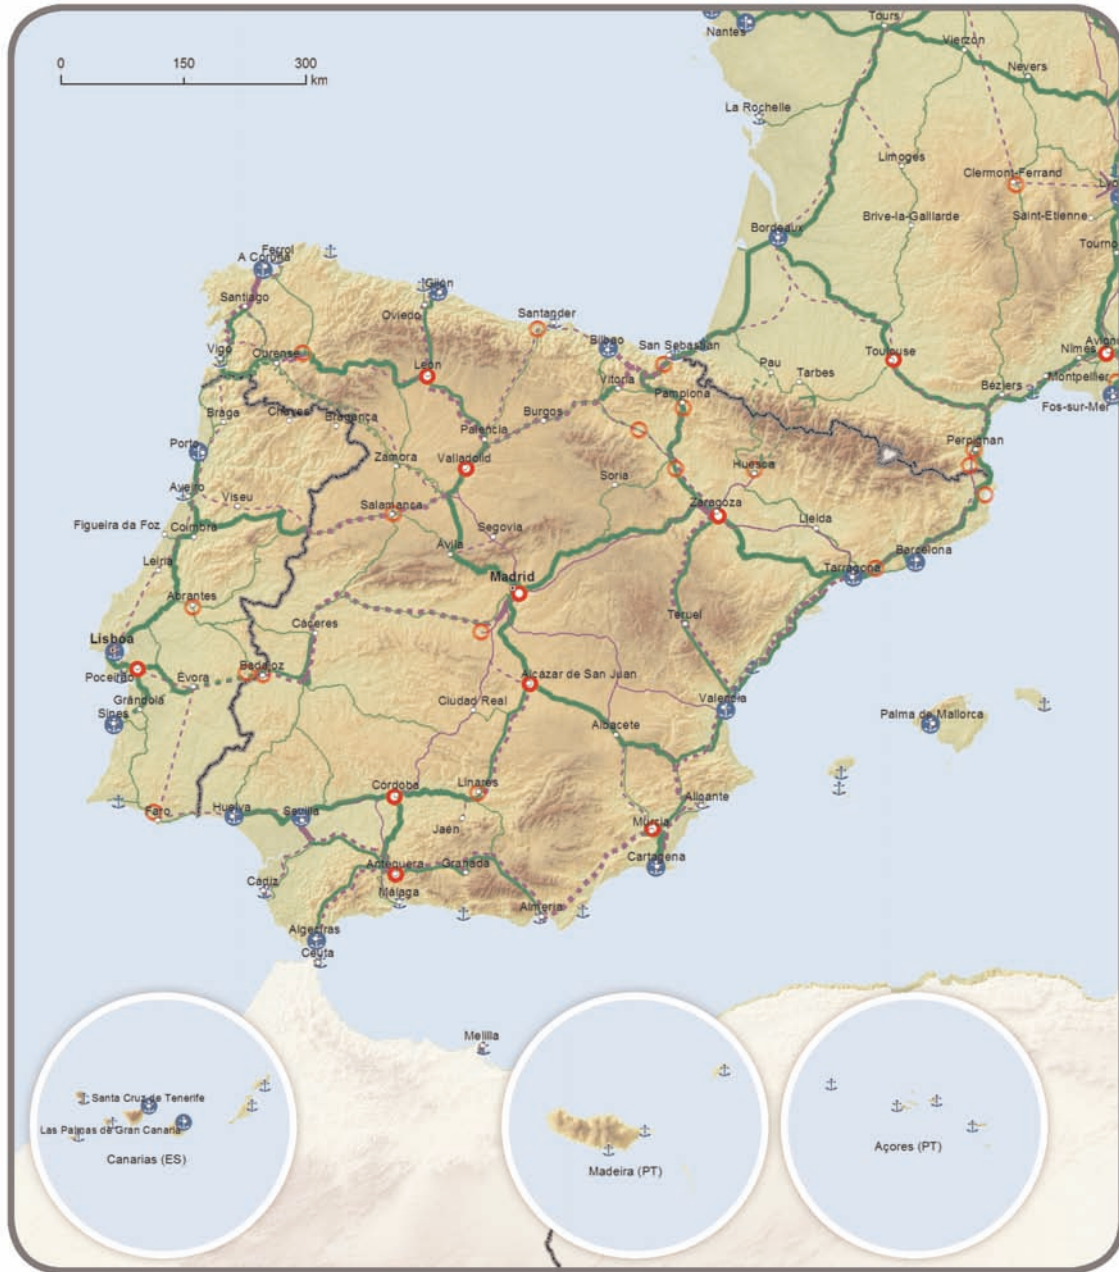 0 150 300
km
Nantes
Tours
Vierzon
Nevers
La Rochelle
Limoges
Clermont-Ferrand
Brive-la-Gaillarde
Saint-Etienne
Bordeaux
Ferrol
A Coruña
Gijón
Santiago
Oviedo
Santander
Bilbao
San Sebastian
Toulouse
Nîmes
Vigo
Ourense
León
Vitoria
Pau
Tarbes
Montpellier
Béziers
Fos-sur-Mer
Pamplona
Burgos
Braga
Chaves
Bragança
Palencia
Perpignan
Porto
Zamora
Valladolid
Huesca
Soria
Aveiro
Viseu
Salamanca
Zaragoza
Lleida
Figueira da Foz
Coimbra
Segovia
Ávila
Barcelona
Leiria
Tarragona
Madrid
Abrantes
Teruel
Cáceres
Lisboa
Badajoz
Poceirão
Évora
Alcázar de San Juan
Grândola
Ciudad Real
Valencia
Sines
Albacete
Palma de Mallorca
Córdoba
Linares
Alicante
Faro
Huelva
Sevilla
Jaén
Murcia
Antequera
Granada
Cartagena
Cádiz
Málaga
Almería
Algeciras
Ceuta
Melilla
Santa Cruz de Tenerife
Las Palmas de Gran Canaria
Canarias (ES)
Madeira (PT)
Açores (PT)